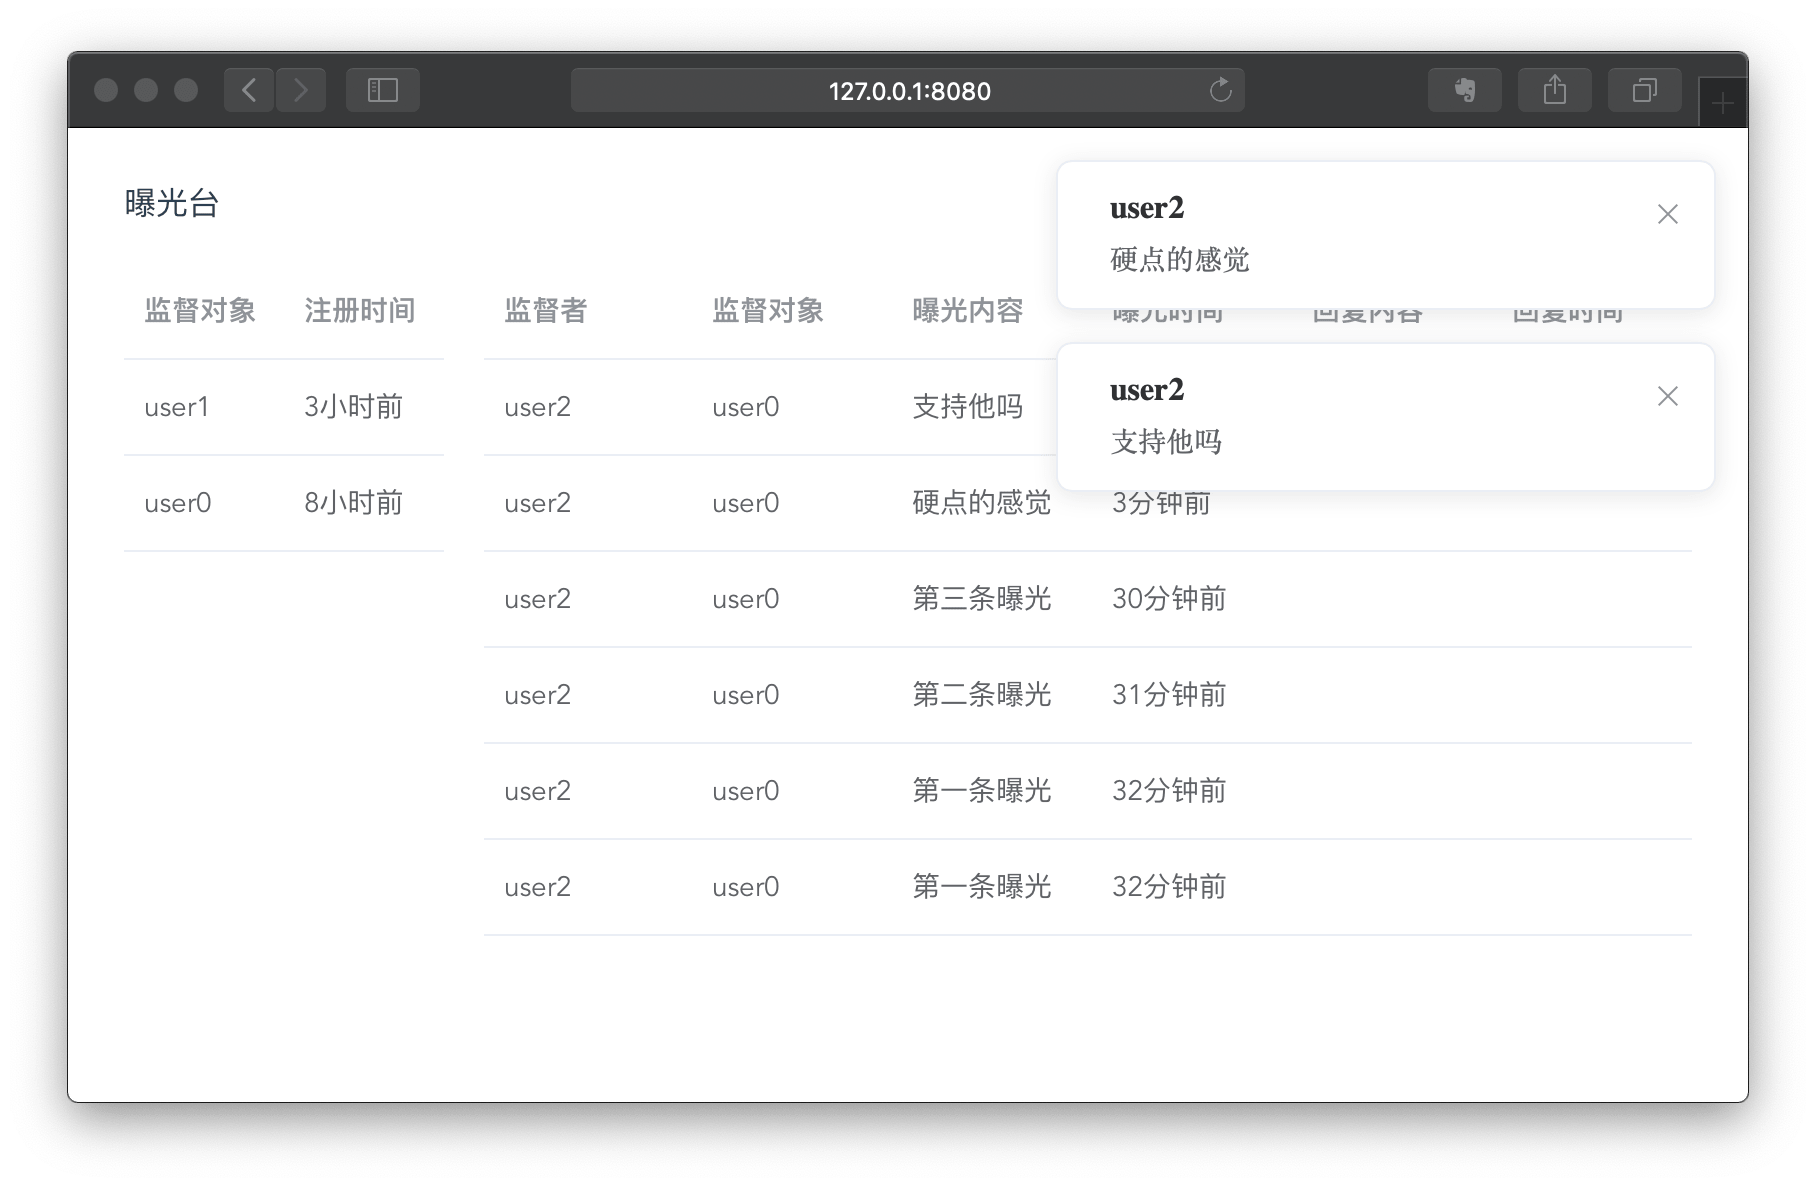 127.0.0.1:8080
曝光台
user2
硬点的感觉
监督对象 注册时间 监督者 监督对象 曝光内容 曝光时间 回复内容 回复时间
user2
支持他吗
user1 3小时前 user2 user0 支持他吗
user0 8小时前 user2 user0 硬点的感觉 3分钟前
user2 user0 第三条曝光 30分钟前
user2 user0 第二条曝光 31分钟前
user2 user0 第一条曝光 32分钟前
user2 user0 第一条曝光 32分钟前